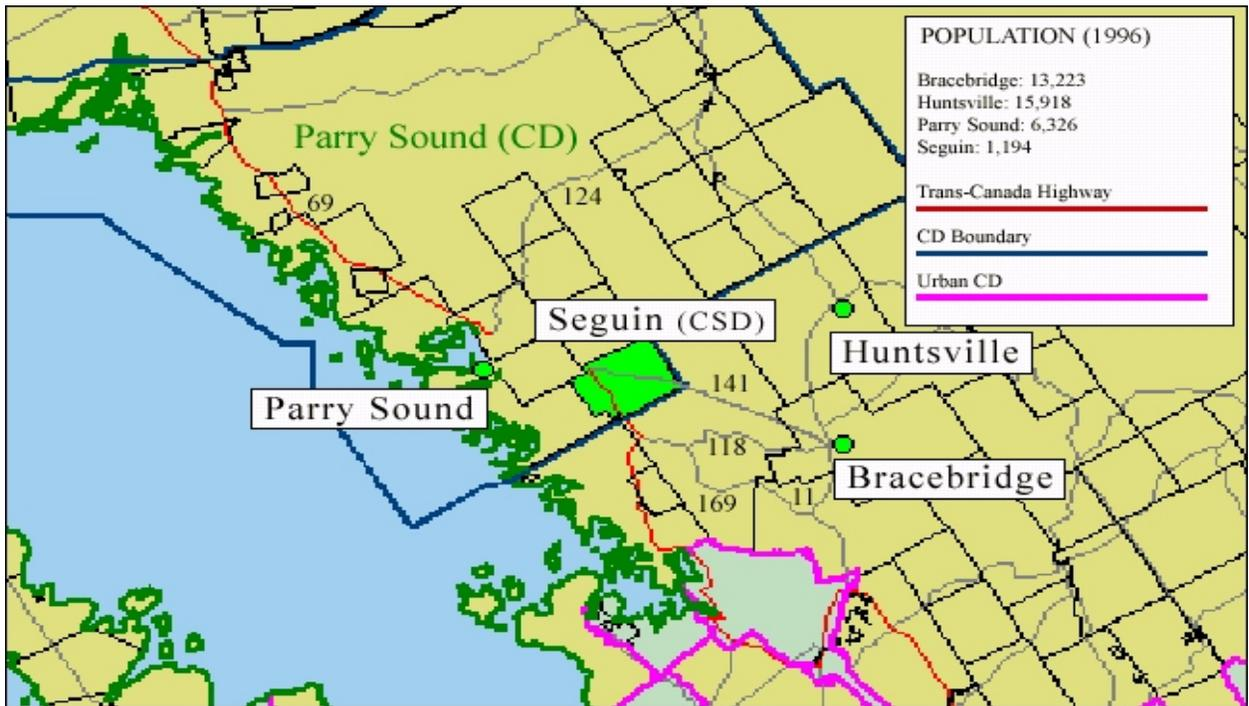 POPULATION (1996)
Bracebridge: 13,223
Huntsville: 15,918
Parry Sound: 6,326
Seguin: 1,194
Trans-Canada Highway
CD Boundary
Urban CD
Parry Sound (CD)
69
124
Seguin (CSD)
Huntsville
141
Parry Sound
118
Bracebridge
169
11